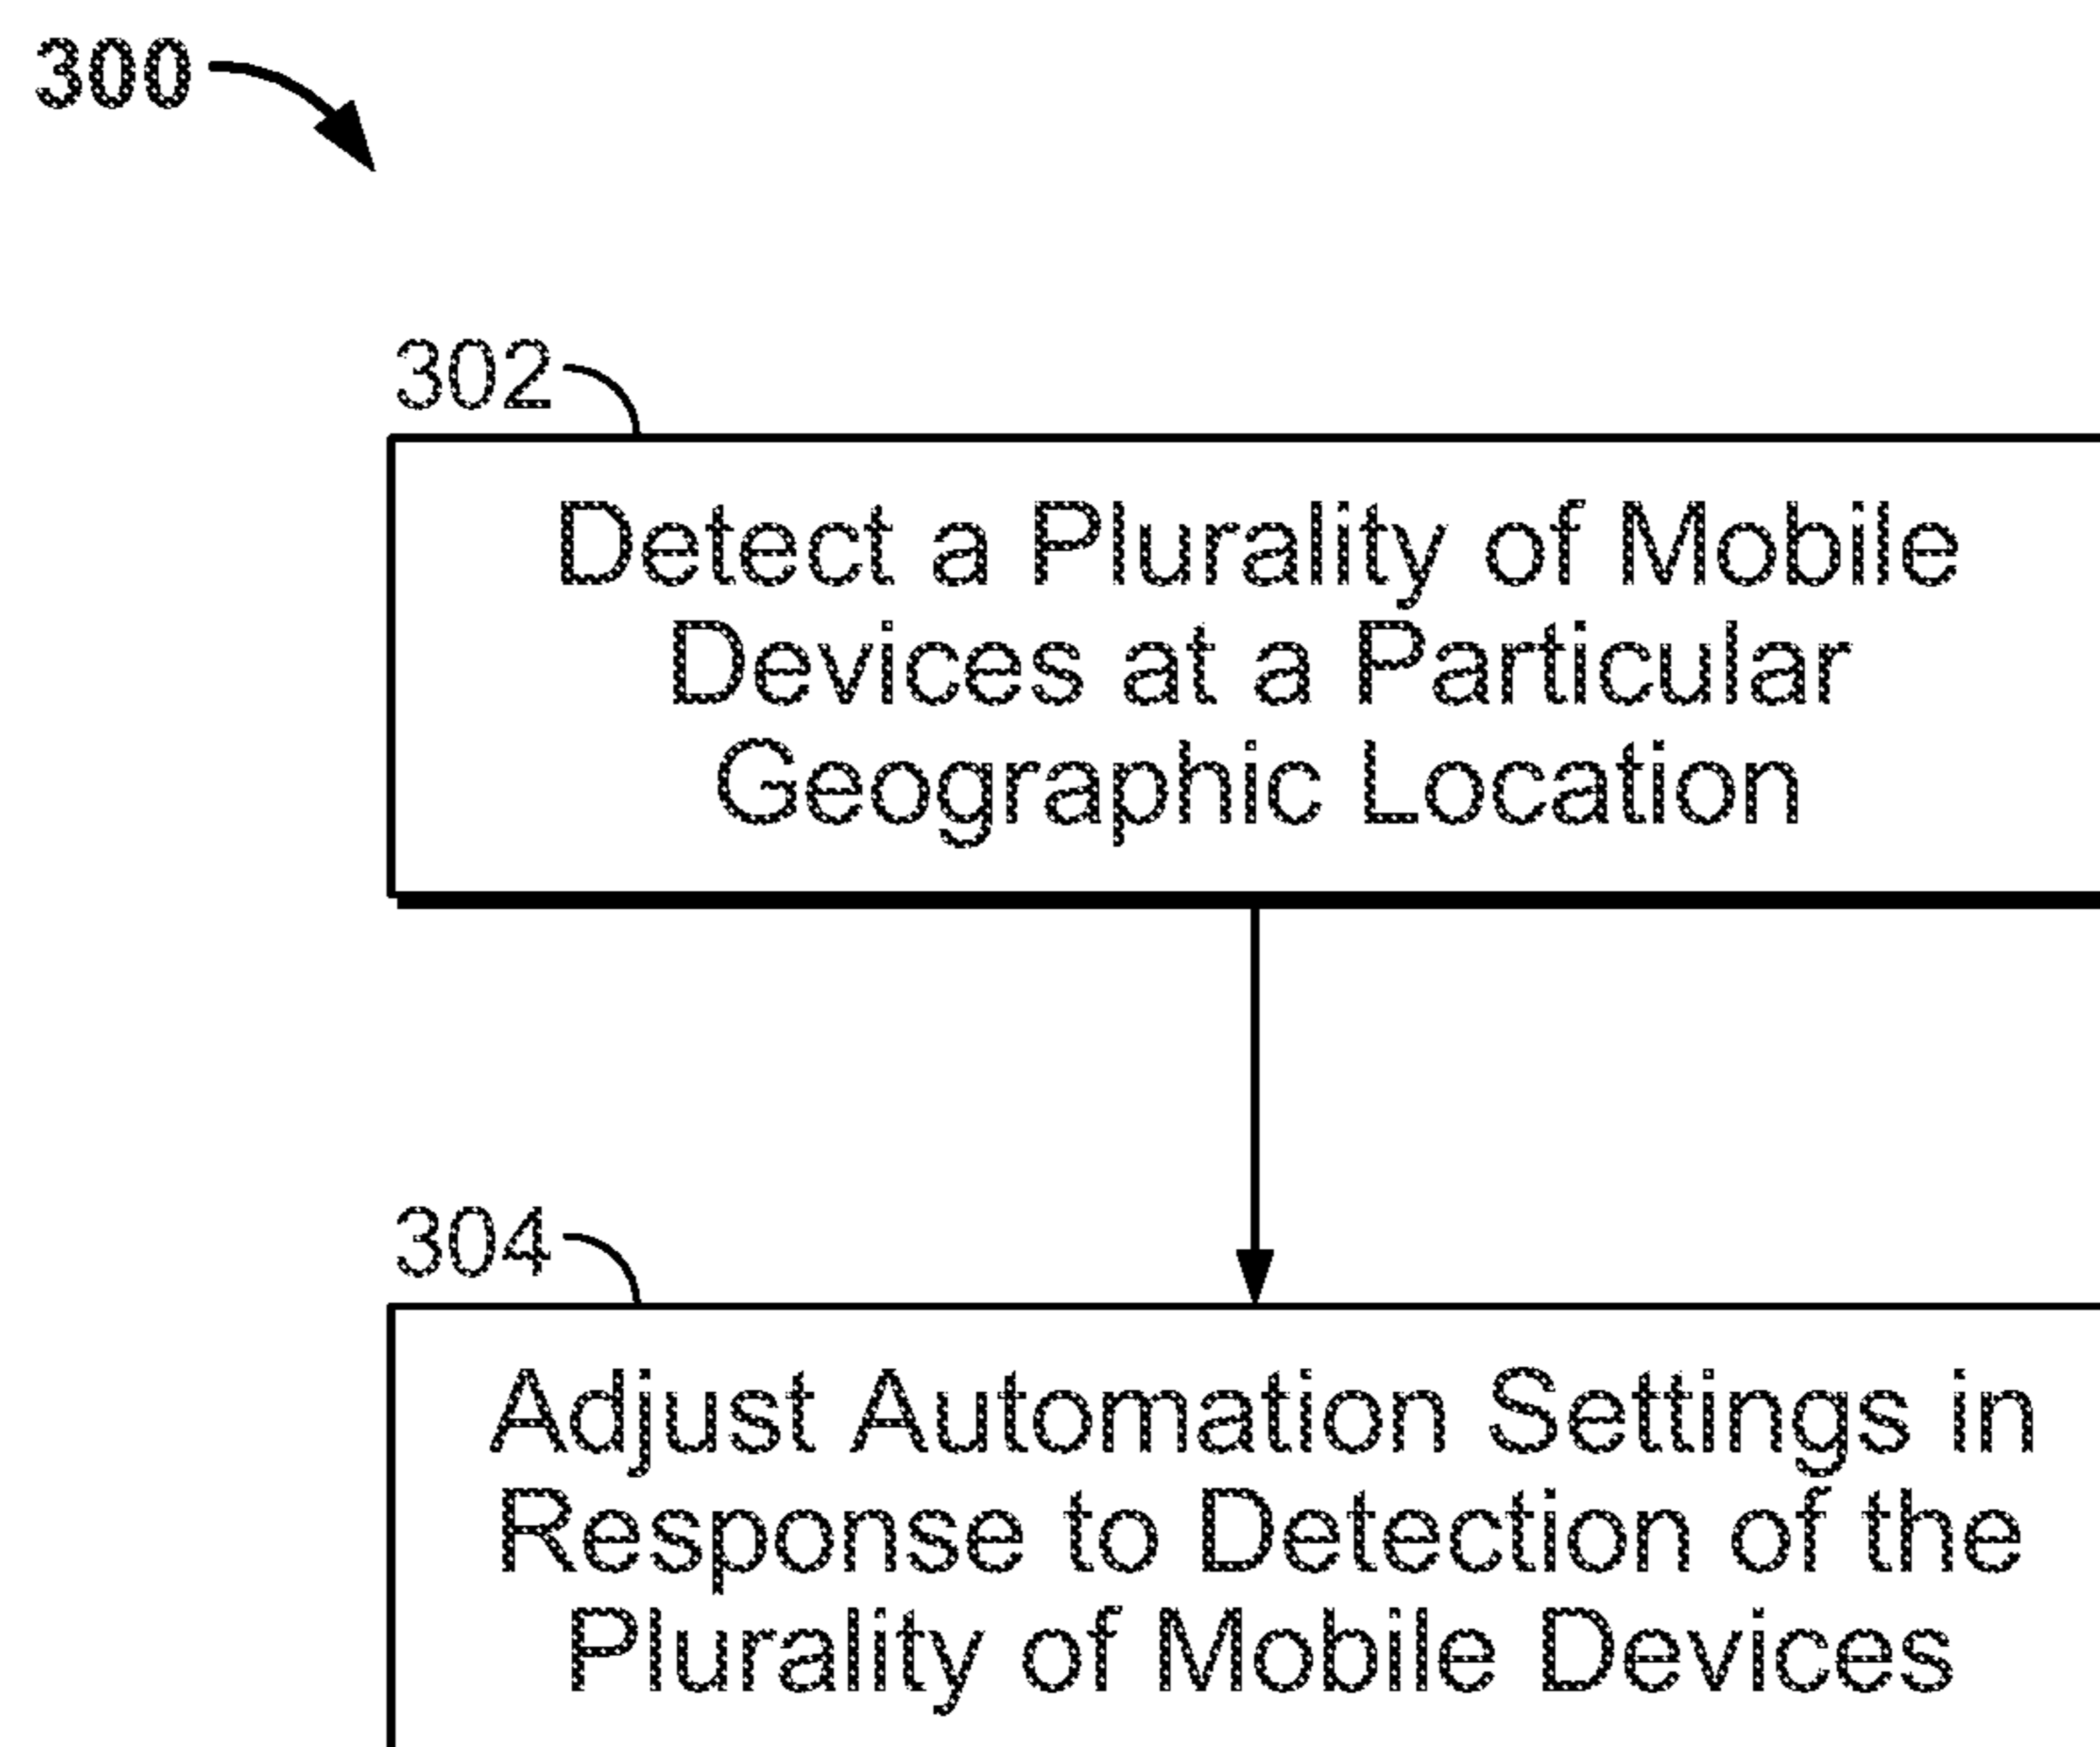 300
302
Detect a Plurality of Mobile
Devices at a Particular
Geographic Location
304
Adjust Automation Settings in
Response to Detection of the
Plurality of Mobile Devices